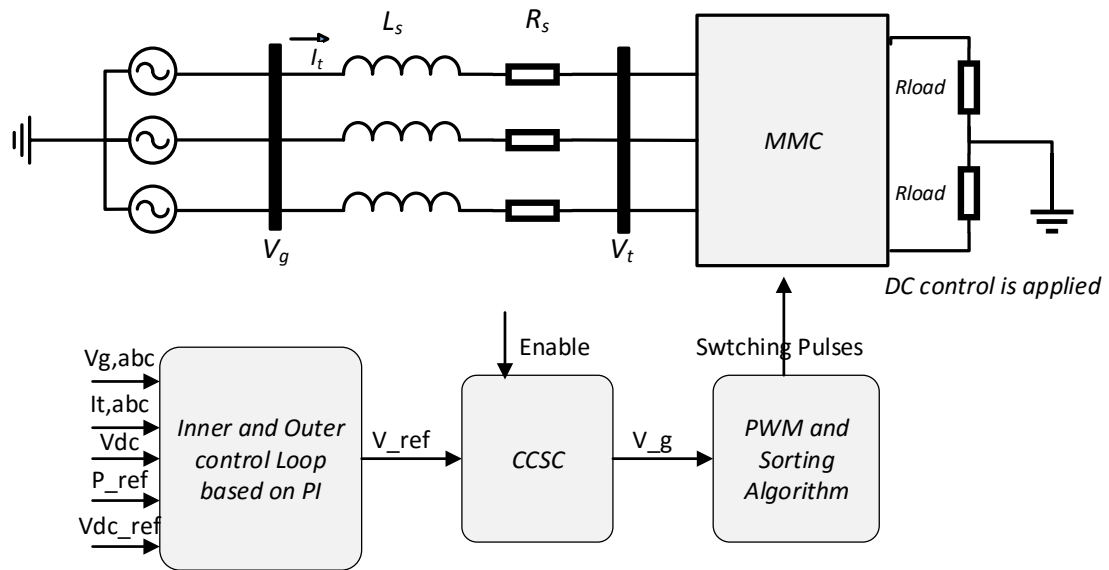 L_s
R_s
I_t
Rload
MMC
Rload
V_g
V_t
DC control is applied
Enable
Swtching Pulses
Vg,abc
It,abc
Vdc
P_ref
Vdc_ref
Inner and Outer
control Loop
based on PI
V_ref
CCSC
V_g
PWM and
Sorting
Algorithm